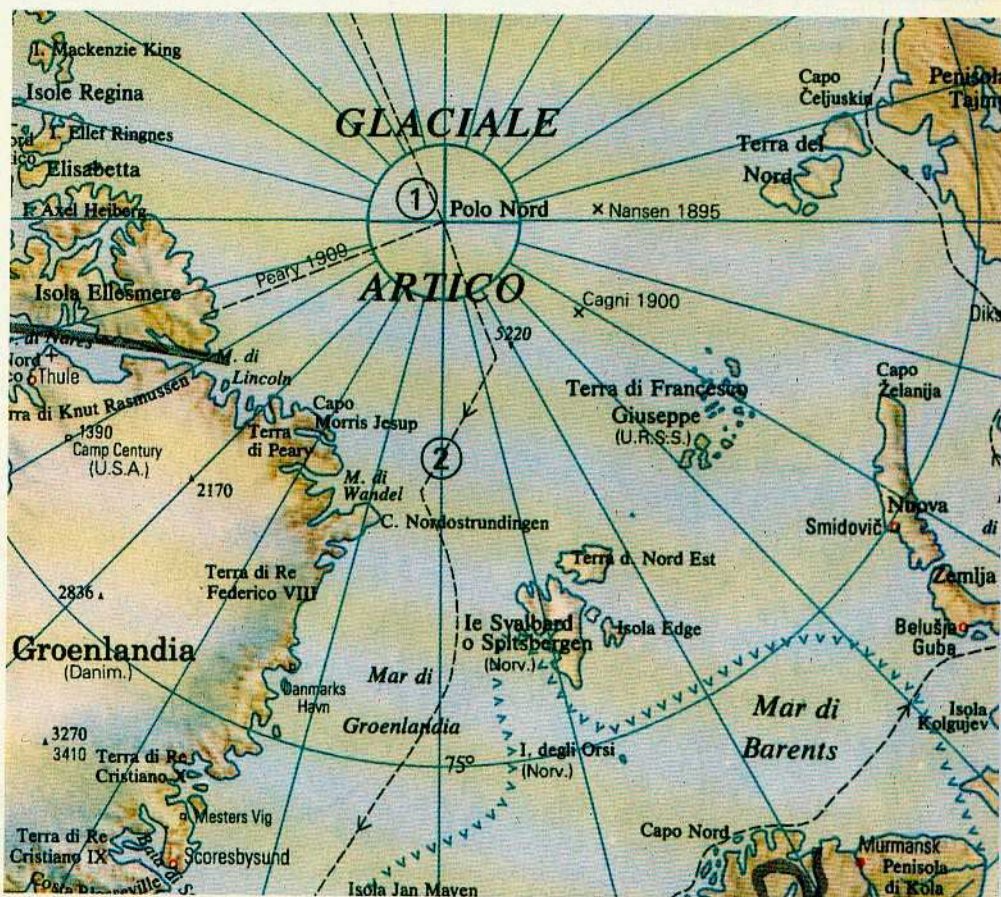 I. Mackenzie King
Isole Regina
I. Ellef Ringnes
Elisabetta
I. Axel Heiberg
Isola Ellesmere
GLACIALE
ARTICO
1
Polo Nord
× Nansen 1895
Peary 1909
Cagni 1900
5220
Capo
Čeljuskin
Penisola
Tajm
Terra del
Nord
Diks
di Nares
M. di
Lincoln
Thule
Terra di Knut Rasmussen
1390
Camp Century
(U.S.A.)
Capo
Morris Jesup
Terra
di Peary
2170
M. di
Wandel
2
C. Nordostrundingen
Terra di Francesco
Giuseppe
(U.R.S.S.)
Capo
Želanija
Nuova
Smidovič
di
Zemlja
Belušja
Guba
Terra d. Nord Est
Ie Svalbard
o Spitsbergen
(Norv.)
Isola Edge
Terra di Re
Federico VIII
2836
Groenlandia
(Danim.)
Mar di
Groenlandia
Danmarks
Havn
3270
3410
Terra di Re
Cristiano X
75°
I. degli Orsi
(Norv.)
Mar di
Barents
Isola
Kolgujev
Mesters Vig
Terra di Re
Cristiano IX
Scoresbysund
Isola Jan Mayen
Capo Nord
Murmansk
Penisola
di Kola